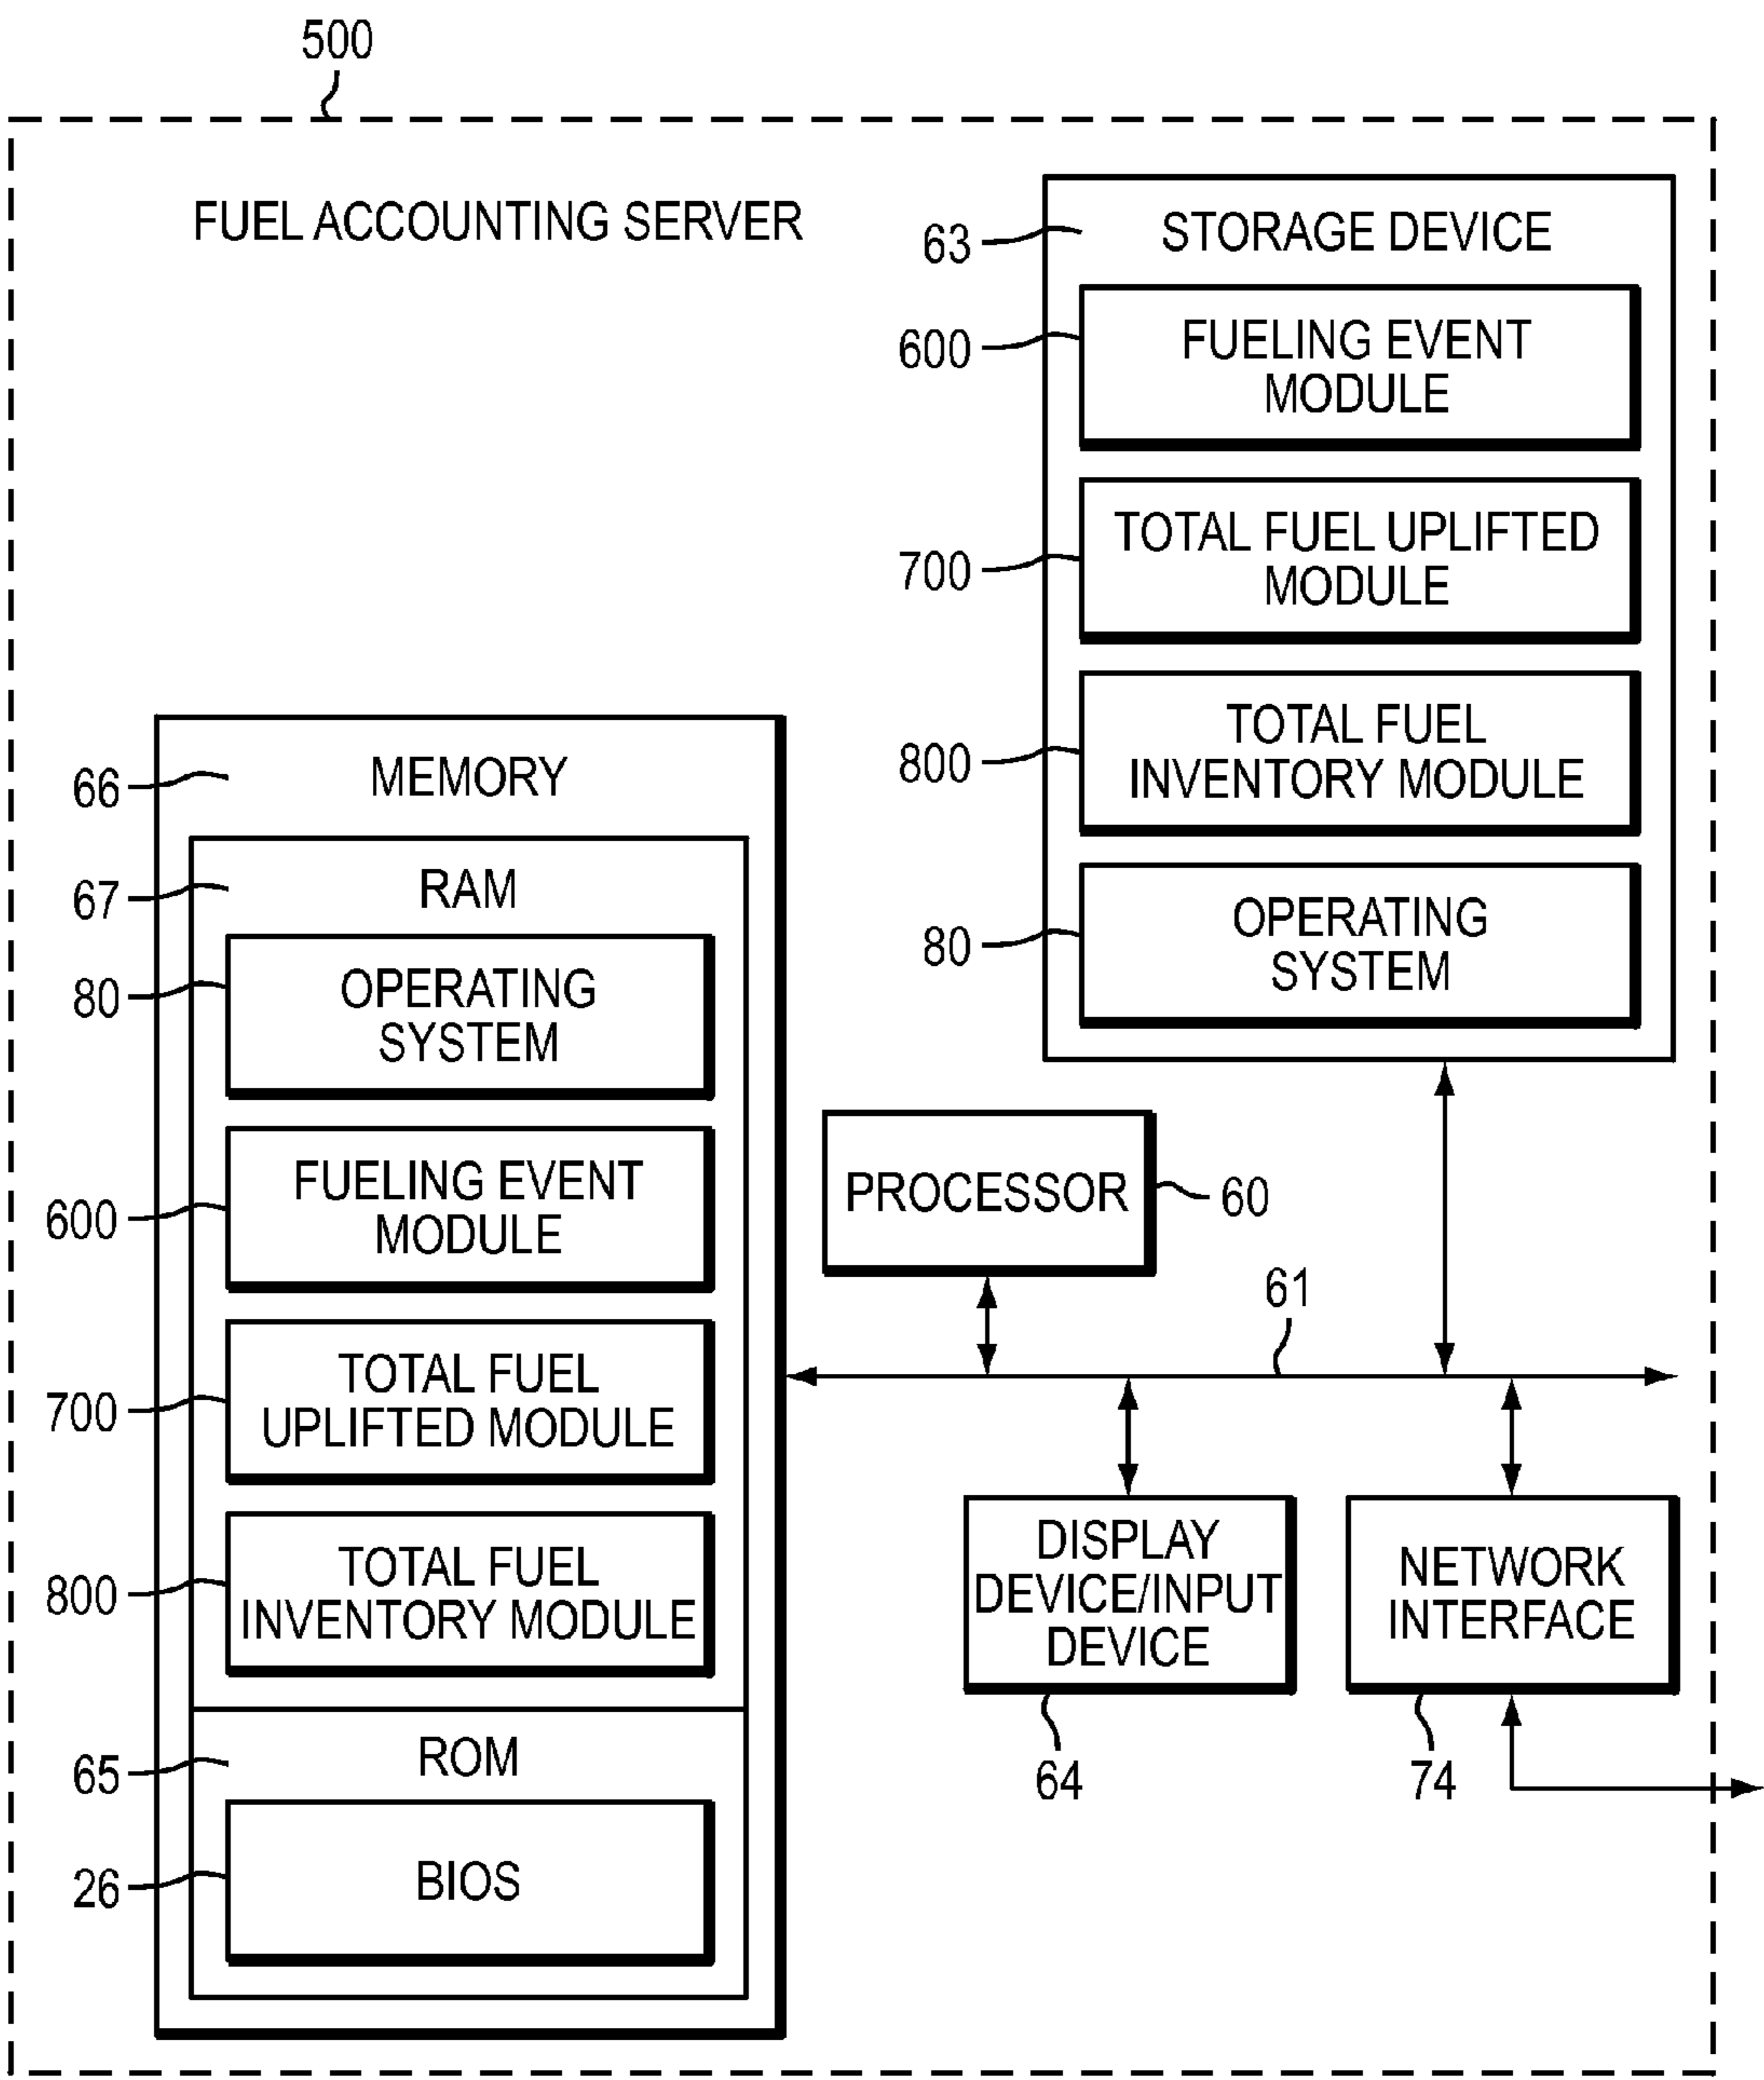 500
FUEL ACCOUNTING SERVER
63
STORAGE DEVICE
600
FUELING EVENT
MODULE
700
TOTAL FUEL UPLIFTED
MODULE
800
TOTAL FUEL
INVENTORY MODULE
80
OPERATING
SYSTEM
66
MEMORY
67
RAM
80
OPERATING
SYSTEM
600
FUELING EVENT
MODULE
700
TOTAL FUEL
UPLIFTED MODULE
800
TOTAL FUEL
INVENTORY MODULE
65
ROM
26
BIOS
PROCESSOR
60
61
DISPLAY
DEVICE/INPUT
DEVICE
64
NETWORK
INTERFACE
74